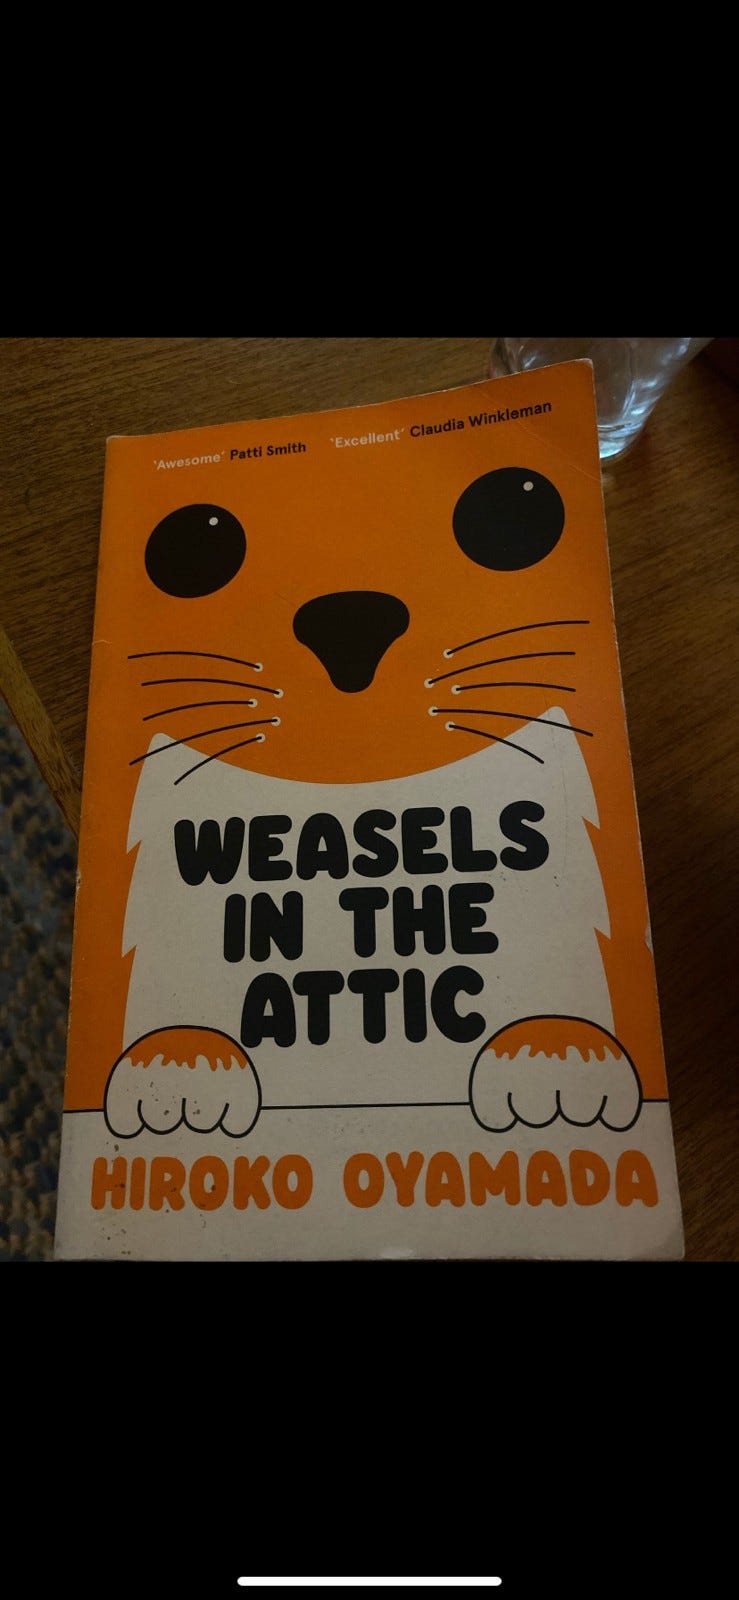 'Awesome' Patti Smith 'Excellent' Claudia Winkleman
WEASELS
IN THE
ATTIC
HIROKO OYAMADA